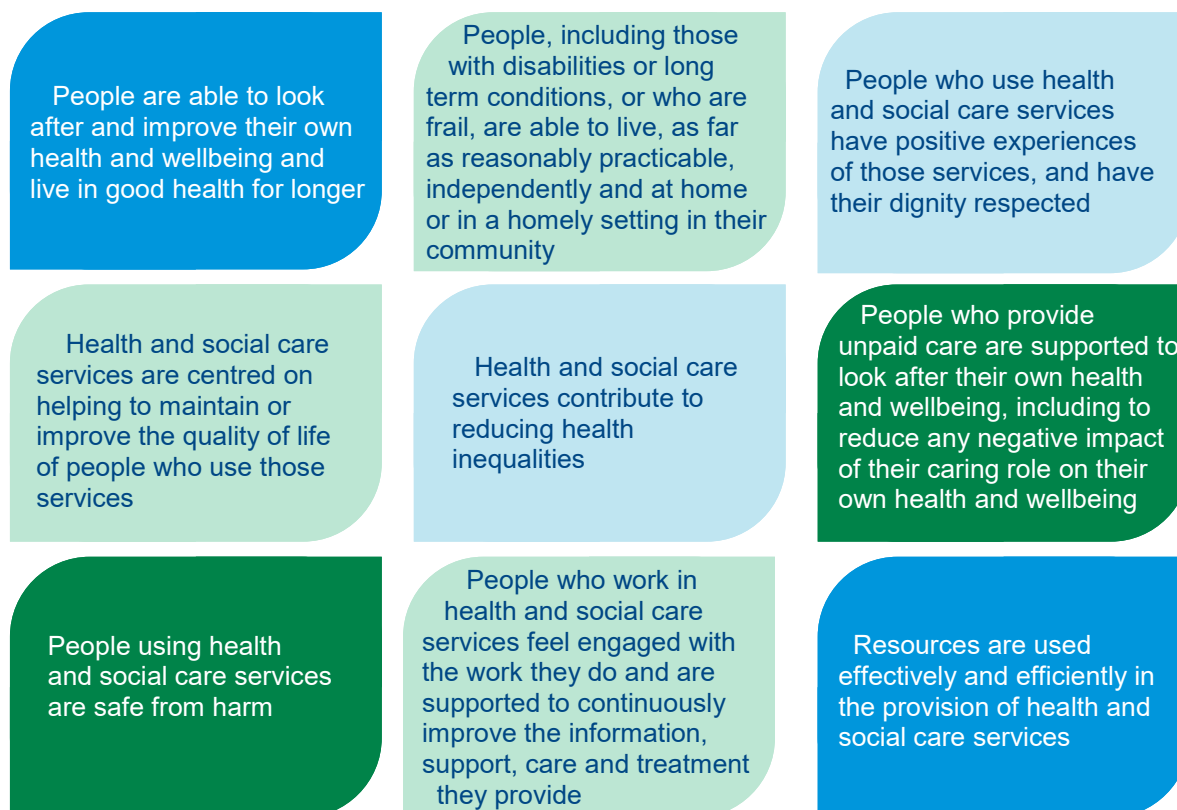 People are able to look
after and improve their own
health and wellbeing and
live in good health for longer
People, including those
with disabilities or long
term conditions, or who are
frail, are able to live, as far
as reasonably practicable,
independently and at home
or in a homely setting in their
community
People who use health
and social care services
have positive experiences
of those services, and have
their dignity respected
Health and social care
services are centred on
helping to maintain or
improve the quality of life
of people who use those
services
Health and social care
services contribute to
reducing health
inequalities
People who provide
unpaid care are supported to
look after their own health
and wellbeing, including to
reduce any negative impact
of their caring role on their
own health and wellbeing
People using health
and social care services
are safe from harm
People who work in
health and social care
services feel engaged with
the work they do and are
supported to continuously
improve the information,
support, care and treatment
they provide
Resources are used
effectively and efficiently in
the provision of health and
social care services